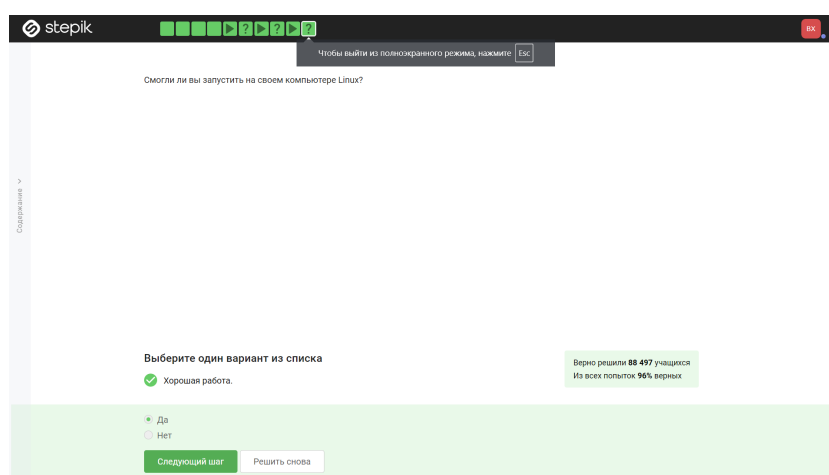 stepik
? ? ?
BX
Чтобы выйти из полноэкранного режима, нажмите Esc
Смогли ли вы запустить на своем компьютере Linux?
Содержание
Выберите один вариант из списка
Хорошая работа.
Верно решили 88 497 учащихся
Из всех попыток 96% верных
Да
Нет
Следующий шаг
Решить снова